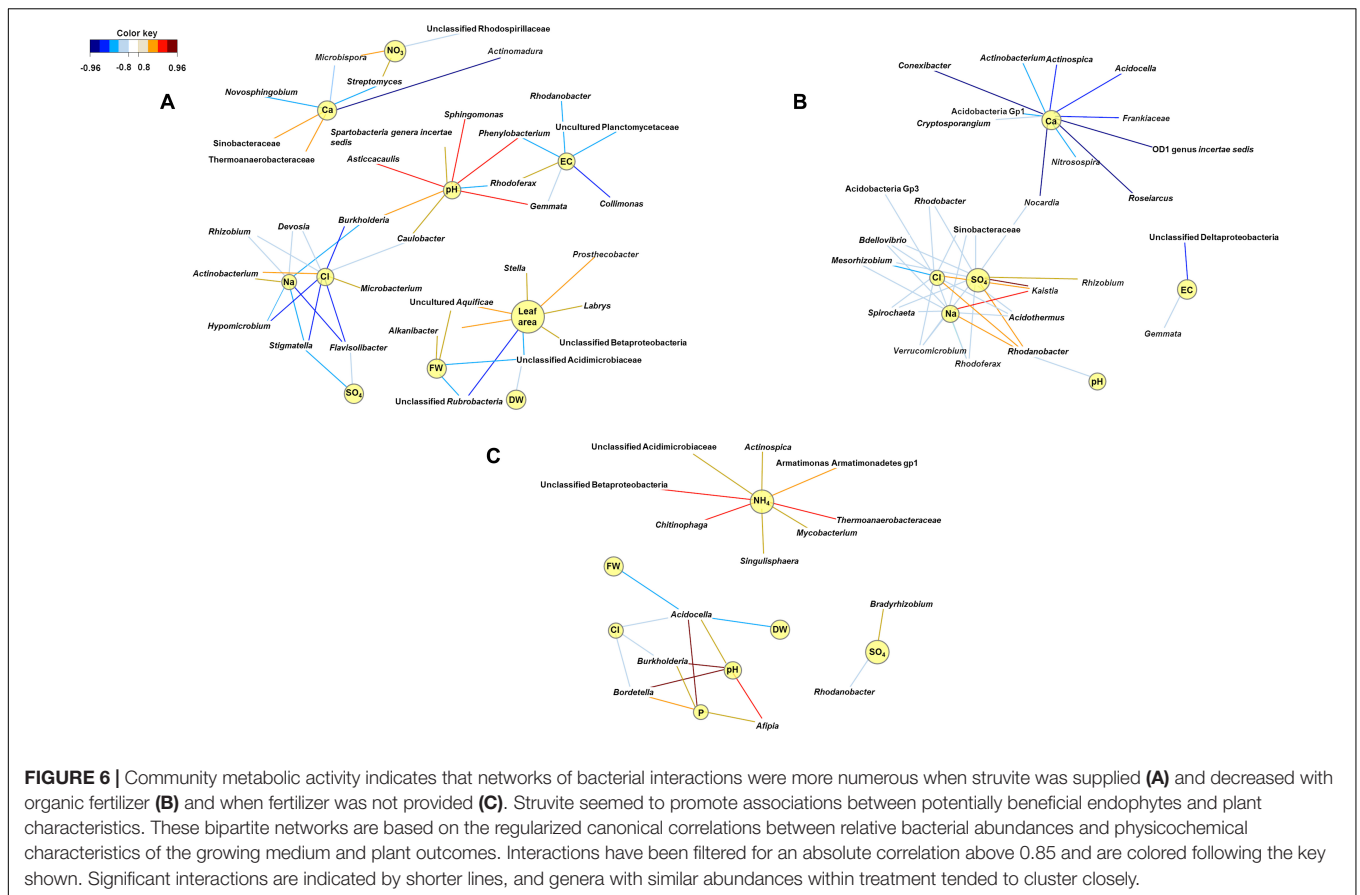 Color key
-0.96
-0.8
0.8
0.96
A
NO3
Unclassified Rhodospirillaceae
Microbispora
Actinomadura
Streptomyces
Novosphingobium
Ca
Sinobacteraceae
Thermoanaerobacteraceae
Sphingomonas
Spartobacteria genera incertae
sedis
Phenylobacterium
Rhodanobacter
Uncultured Planctomycetaceae
EC
Asticcacaulis
pH
Rhodoferax
Gemmata
Collimonas
Burkholderia
Caulobacter
Rhizobium
Devosia
Actinobacterium
Na
Cl
Microbacterium
Hypomicrobium
Stigmatella
Flavisolibacter
SO4
Prosthecobacter
Stella
Uncultured Aquificae
Leaf
area
Labrys
Alkanibacter
Unclassified Betaproteobacteria
Unclassified Acidimicrobiaceae
FW
Unclassified Rubrobacteria
DW
B
Conexibacter
Actinobacterium
Actinospica
Acidocella
Acidobacteria Gp1
Ca
Cryptosporangium
Frankiaceae
OD1 genus incertae sedis
Nitrosospira
Roseiarcus
Nocardia
Acidobacteria Gp3
Rhodobacter
Sinobacteraceae
Bdellovibrio
Mesorhizobium
Cl
SO4
Rhizobium
Kaistia
Spirochaeta
Na
Acidothermus
Verrucomicrobium
Rhodoferax
Rhodanobacter
pH
Unclassified Deltaproteobacteria
EC
Gemmata
C
Unclassified Acidimicrobiaceae
Actinospica
Armatimonas Armatimonadetes gp1
Unclassified Betaproteobacteria
NH4
Chitinophaga
Thermoanaerobacteraceae
Mycobacterium
Singulisphaera
FW
Acidocella
Cl
DW
Burkholderia
pH
Bordetella
P
Afipia
Bradyrhizobium
SO4
Rhodanobacter
FIGURE 6 | Community metabolic activity indicates that networks of bacterial interactions were more numerous when struvite was supplied (A) and decreased with
organic fertilizer (B) and when fertilizer was not provided (C). Struvite seemed to promote associations between potentially beneficial endophytes and plant
characteristics. These bipartite networks are based on the regularized canonical correlations between relative bacterial abundances and physicochemical
characteristics of the growing medium and plant outcomes. Interactions have been filtered for an absolute correlation above 0.85 and are colored following the key
shown. Significant interactions are indicated by shorter lines, and genera with similar abundances within treatment tended to cluster closely.